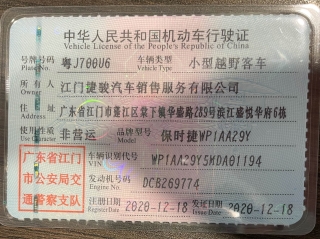 中华人民共和国机动车行驶证
Vehicle License of the People's Republic of China
号牌号码 粤J700U6 车辆类型 小型越野客车
Plate No. Vehicle Type
所有人 江门捷骏汽车销售服务有限公司
Owner
住址 广东省江门市蓬江区棠下镇华盛路289号滨江盛悦华府6栋
Address
使用性质 非营运 品牌型号 保时捷WP1AA29Y
Use Character Model
广东省江门市公安局交通警察支队
车辆识别代号 WP1AA29Y5MDA01194
VIN
发动机号码 DCB269774
Engine No.
注册日期 2020-12-18 发证日期 2020-12-18
Register Date Issue Date